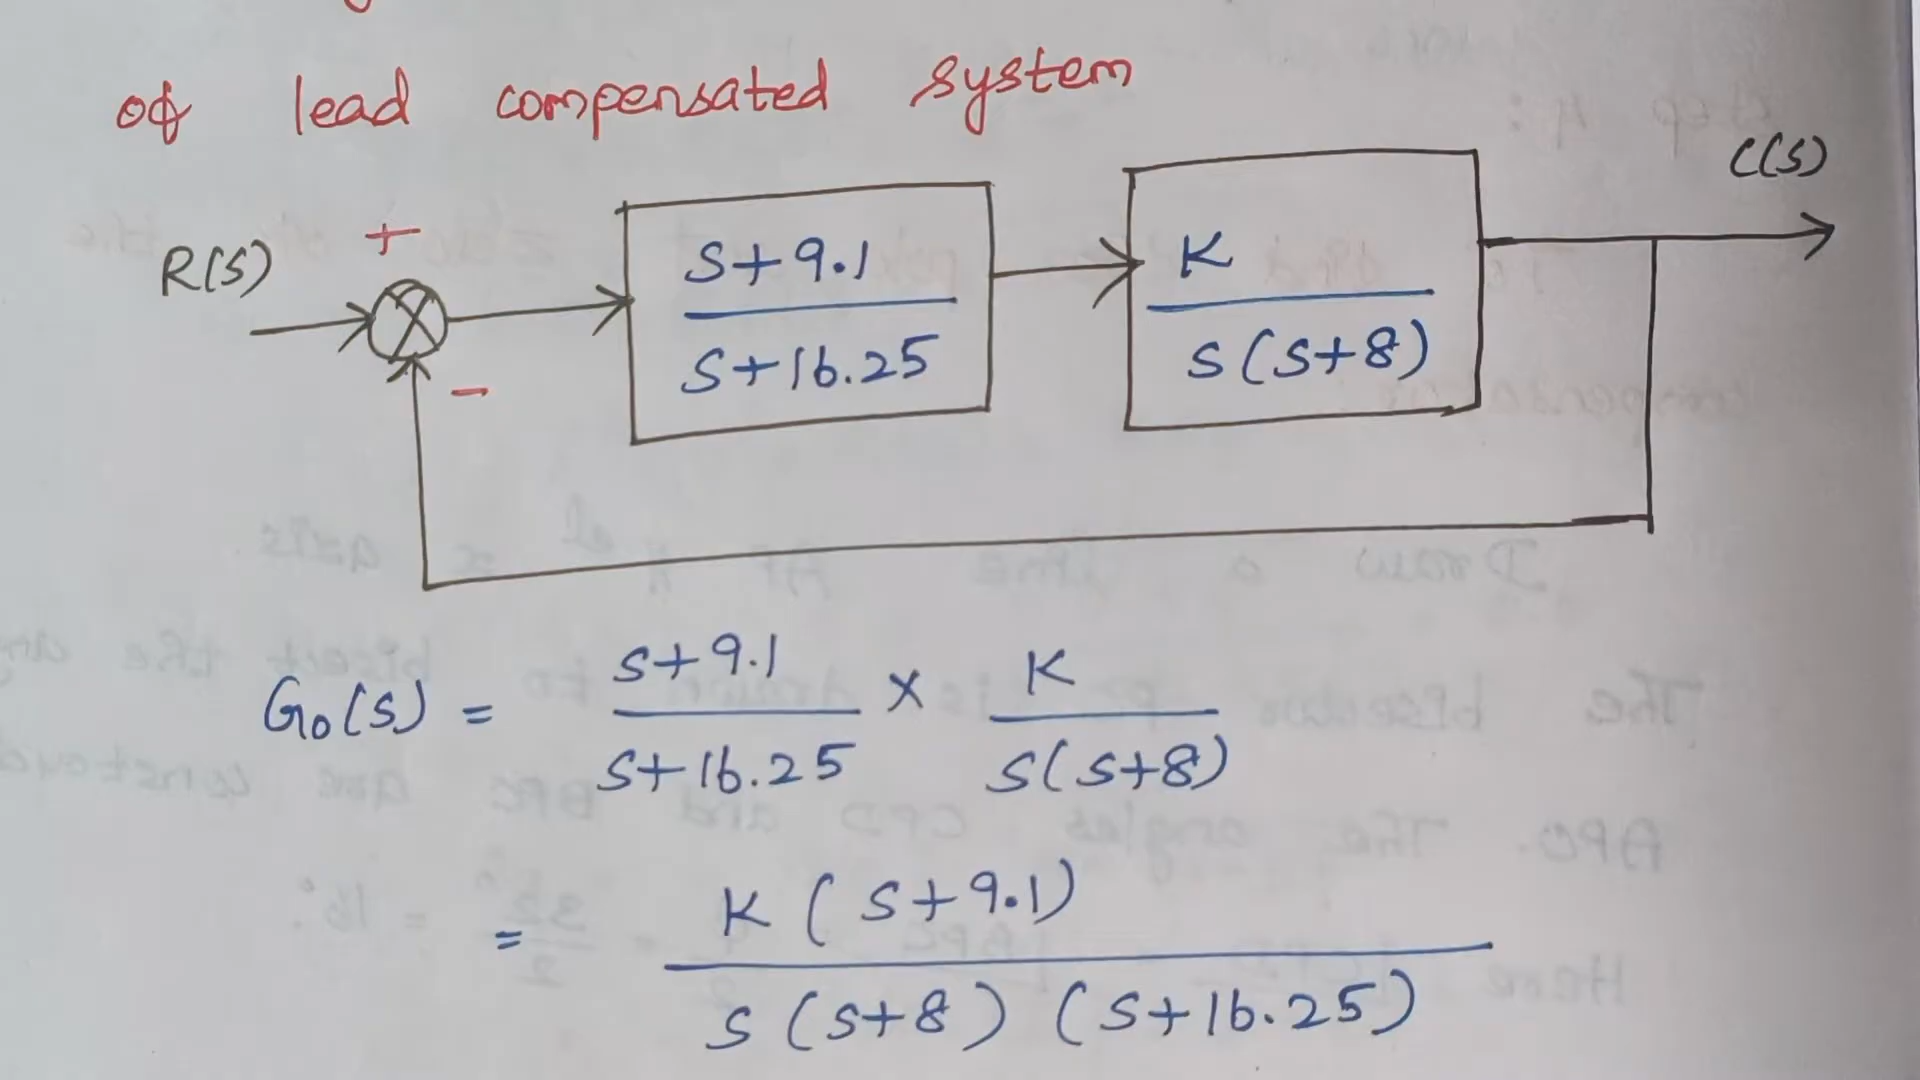 of lead compensated system
C(S)
+
R(S)
S+9.1
S+16.25
K
S(S+8)
-
G₀(S) = S+9.1 / S+16.25 × K / S(S+8)
= K (S+9.1) / S (S+8) (S+16.25)